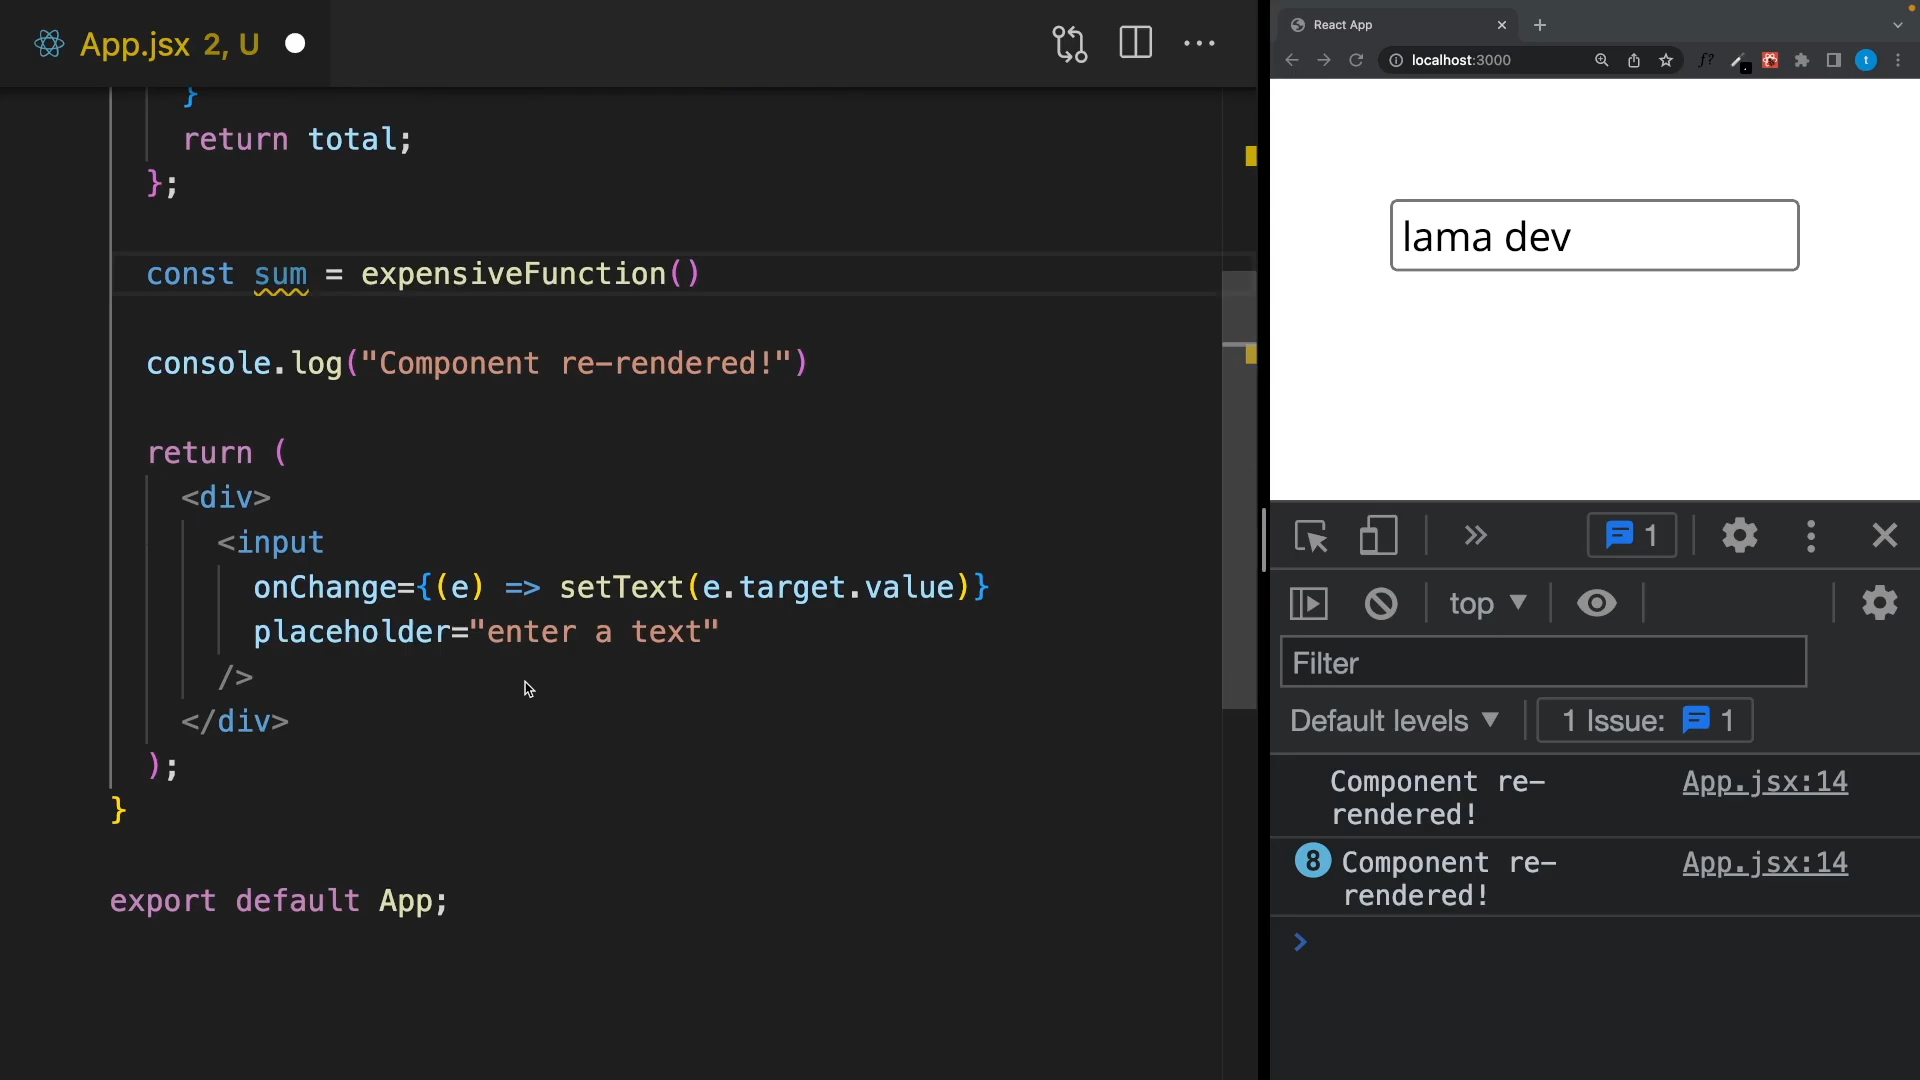 App.jsx 2, U
}
return total;
};
const sum = expensiveFunction()
console.log("Component re-rendered!")
return (
<div>
<input
onChange={(e) => setText(e.target.value)}
placeholder="enter a text"
/>
</div>
);
}
export default App;
React App
localhost:3000
f?
t
lama dev
1
top
Filter
Default levels
1 Issue: 1
Component re-
rendered!
App.jsx:14
8 Component re-
rendered!
App.jsx:14